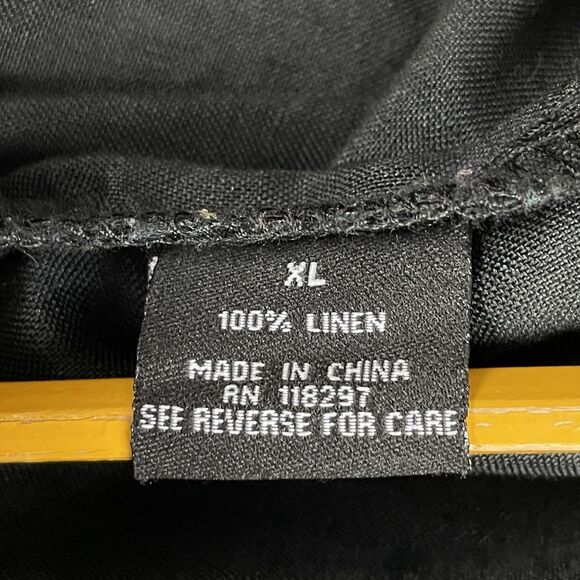 XL
100% LINEN
MADE IN CHINA
RN 118297
SEE REVERSE FOR CARE